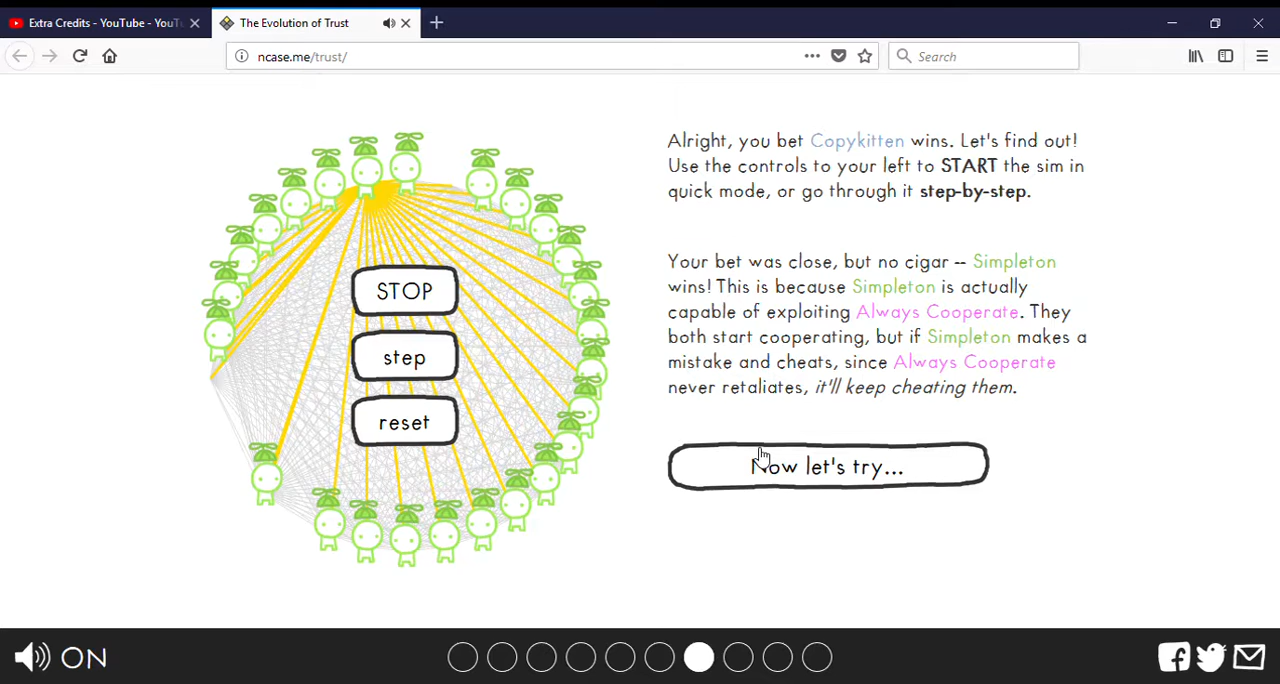 Extra Credits - YouTube - YouTu
The Evolution of Trust
ncase.me/trust/
Search
Alright, you bet Copykitten wins. Let's find out!
Use the controls to your left to START the sim in
quick mode, or go through it step-by-step.
Your bet was close, but no cigar -- Simpleton
wins! This is because Simpleton is actually
capable of exploiting Always Cooperate. They
both start cooperating, but if Simpleton makes a
mistake and cheats, since Always Cooperate
never retaliates, it'll keep cheating them.
Now let's try...
STOP
step
reset
ON